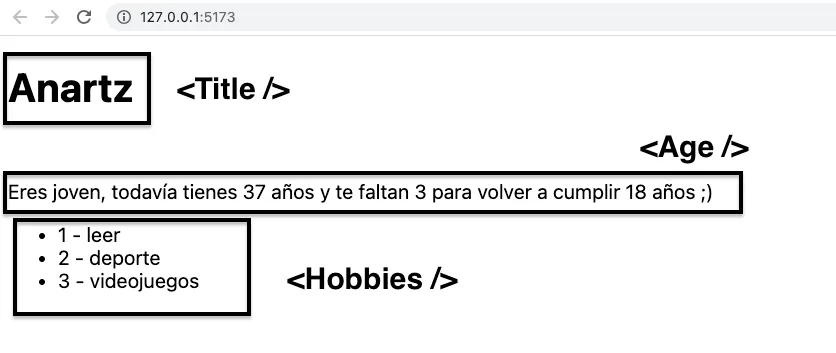 127.0.0.1:5173
Anartz <Title />
<Age />
Eres joven, todavía tienes 37 años y te faltan 3 para volver a cumplir 18 años ;)
• 1 - leer
• 2 - deporte
• 3 - videojuegos
<Hobbies />